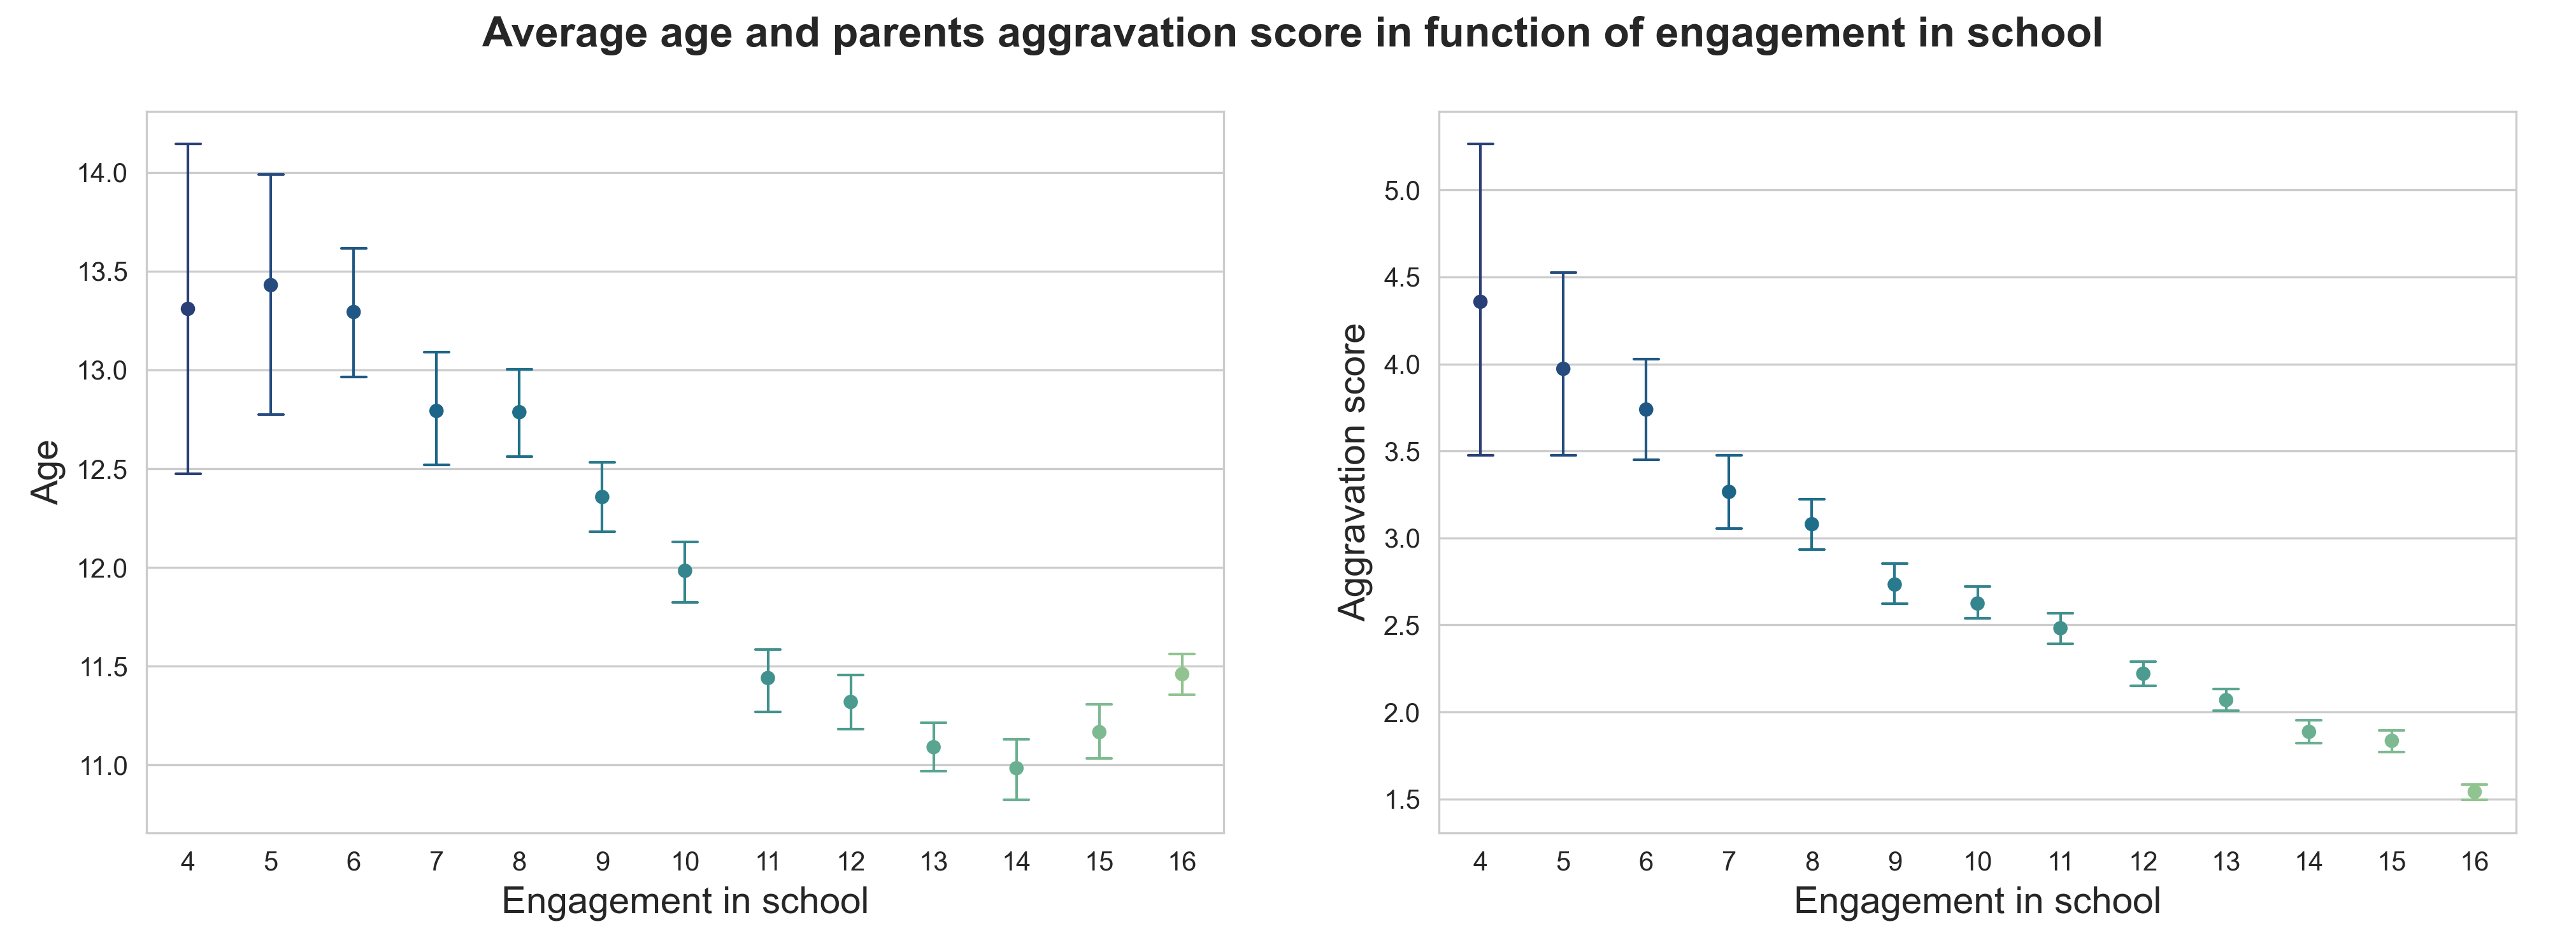 Average age and parents aggravation score in function of engagement in school
14.0
13.5
13.0
12.5
12.0
11.5
11.0
Age
4 5 6 7 8 9 10 11 12 13 14 15 16
Engagement in school
5.0
4.5
4.0
3.5
3.0
2.5
2.0
1.5
Aggravation score
4 5 6 7 8 9 10 11 12 13 14 15 16
Engagement in school